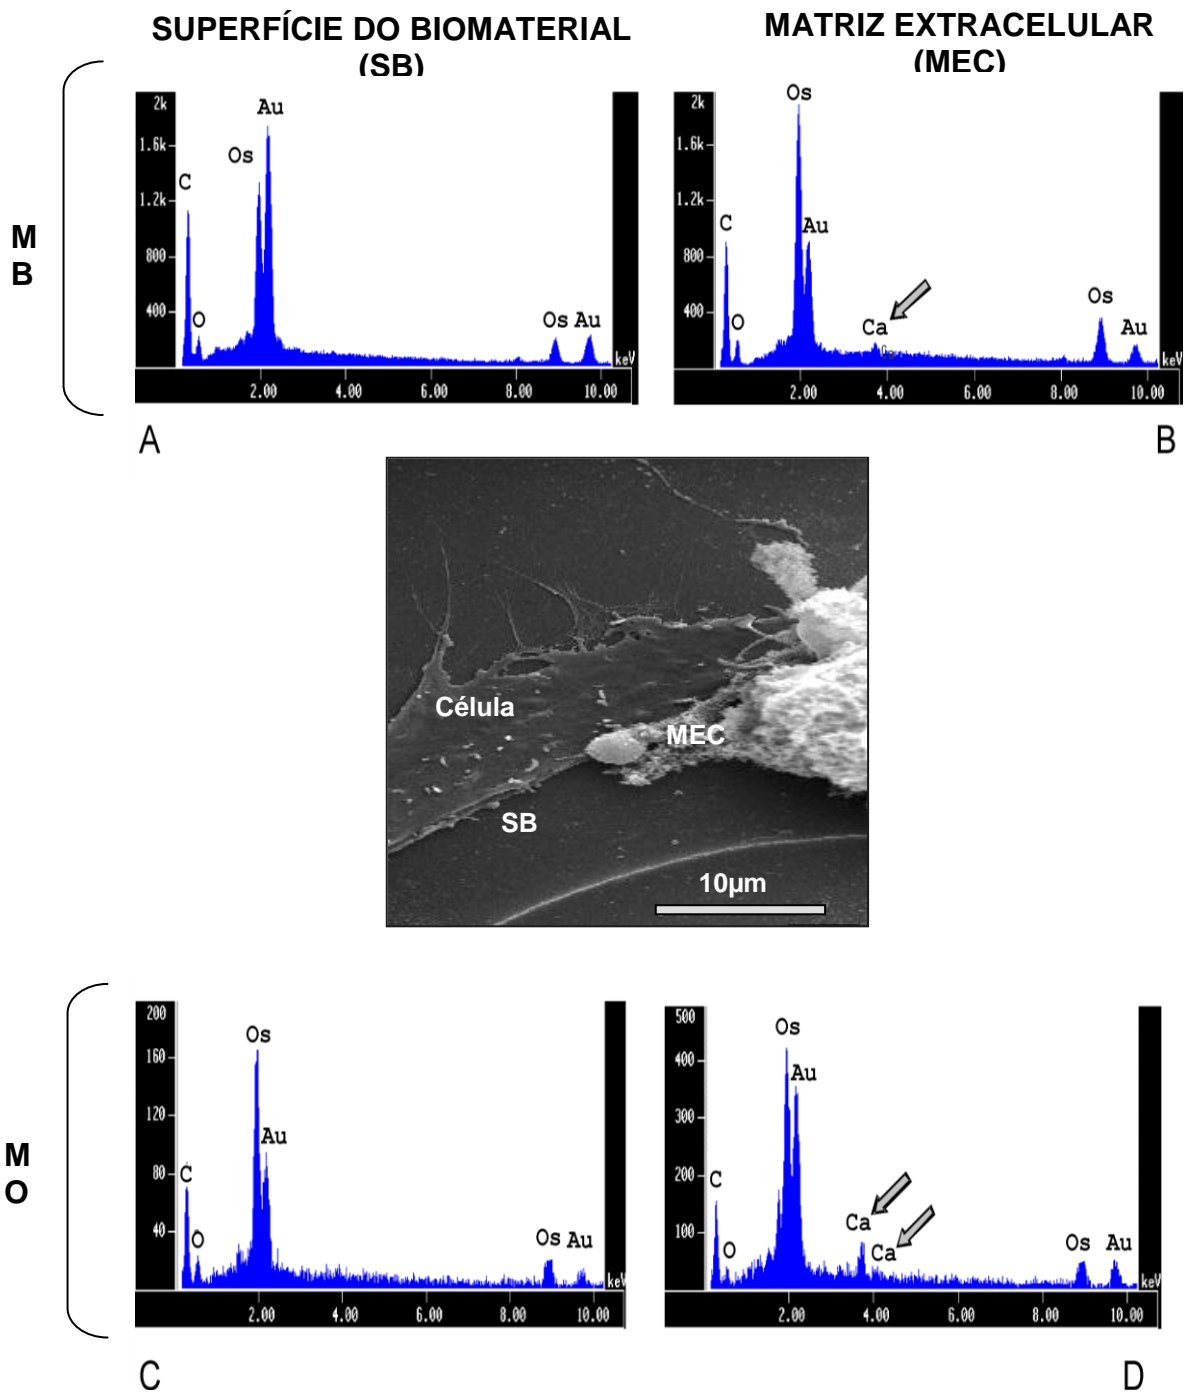 SUPERFÍCIE DO BIOMATERIAL
(SB)
MATRIZ EXTRACELULAR
(MEC)
M
B
2k
1.6k
1.2k
800
400
C
O
Os
Au
Os
Au
keV
2.00
4.00
6.00
8.00
10.00
A
2k
1.6k
1.2k
800
400
C
O
Os
Au
Ca
Os
Au
keV
2.00
4.00
6.00
8.00
10.00
B
Célula
MEC
SB
10µm
M
O
200
160
120
80
40
C
O
Os
Au
Os
Au
keV
2.00
4.00
6.00
8.00
10.00
C
500
400
300
200
100
C
O
Os
Au
Ca
Ca
Os
Au
keV
2.00
4.00
6.00
8.00
10.00
D